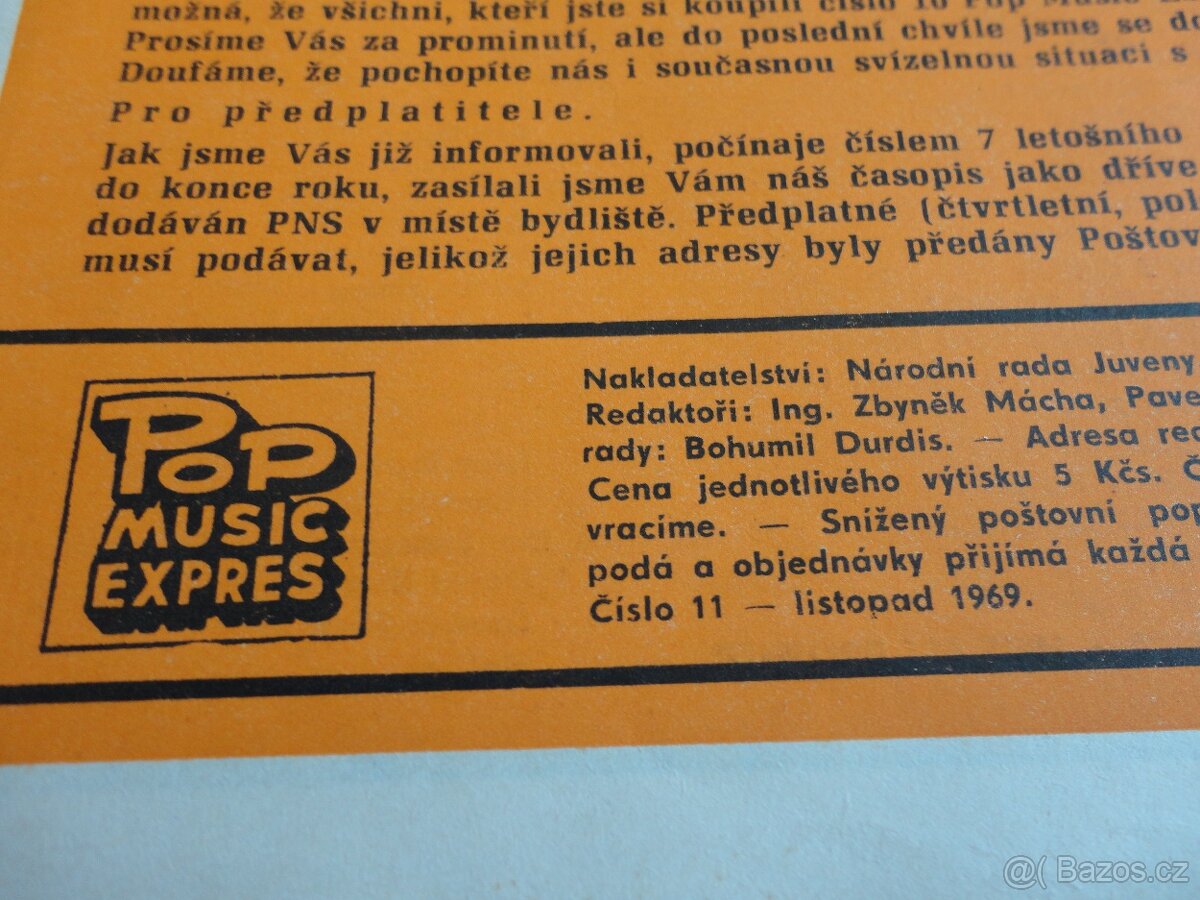 možná, že všichni, kteří jste si koupili číslo 10 Pop Music
Prosíme Vás za prominutí, ale do poslední chvíle jsme se do
Doufáme, že pochopíte nás i současnou svízelnou situaci s
Pro předplatitele.
Jak jsme Vás již informovali, počínaje číslem 7 letošního
do konce roku, zasílali jsme Vám náš časopis jako dříve
dodáván PNS v místě bydliště. Předplatné (čtvrtletní, pol
musí podávat, jelikož jejich adresy byly předány Poštov
POP
MUSIC
EXPRES
Nakladatelství: Národní rada Juveny
Redaktoři: Ing. Zbyněk Mácha, Pave
rady: Bohumil Durdis. — Adresa red
Cena jednotlivého výtisku 5 Kčs. Č
vracíme. — Snížený poštovní pop
podá a objednávky přijímá každá
Číslo 11 — listopad 1969.
@( Bazos.cz